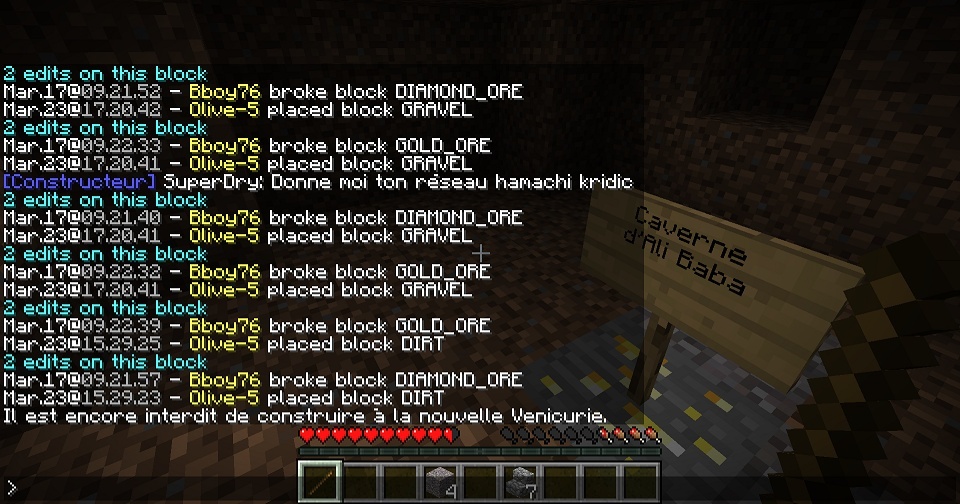 2 edits on this block
Mar.17@09.21.52 - Bboy76 broke block DIAMOND_ORE
Mar.23@17.20.42 - Olive-5 placed block GRAVEL
2 edits on this block
Mar.17@09.22.33 - Bboy76 broke block GOLD_ORE
Mar.23@17.20.41 - Olive-5 placed block GRAVEL
[Constructeur] SuperDry: Donne moi ton réseau hamachi kridic
2 edits on this block
Mar.17@09.21.40 - Bboy76 broke block DIAMOND_ORE
Mar.23@17.20.41 - Olive-5 placed block GRAVEL
2 edits on this block
Mar.17@09.22.32 - Bboy76 broke block GOLD_ORE
Mar.23@17.20.41 - Olive-5 placed block GRAVEL
2 edits on this block
Mar.17@09.22.39 - Bboy76 broke block GOLD_ORE
Mar.23@15.29.25 - Olive-5 placed block DIRT
2 edits on this block
Mar.17@09.21.57 - Bboy76 broke block DIAMOND_ORE
Mar.23@15.29.23 - Olive-5 placed block DIRT
Il est encore interdit de construire à la nouvelle Venicurie.
Caverne
d'Ali Baba
4
7
>